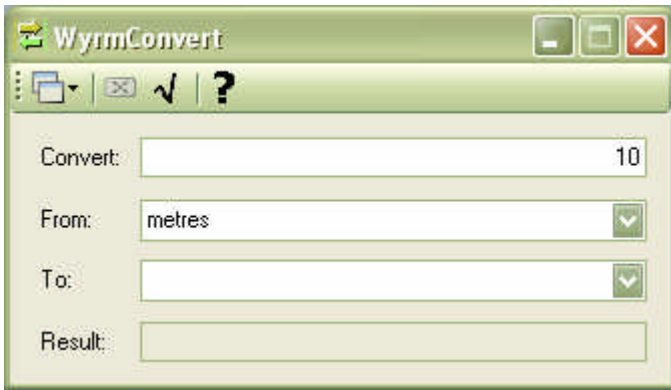 WyrmConvert
?
Convert: 10
From: metres
To:
Result: